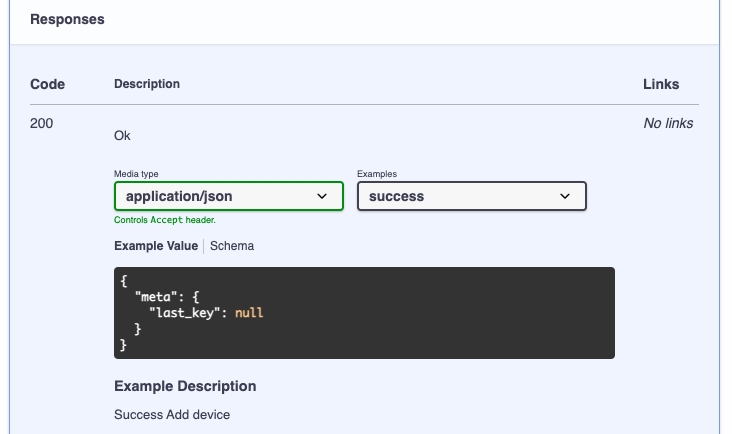 Responses
Code Description Links
200 Ok No links
Media type Examples
application/json success
Controls Accept header.
Example Value Schema
{
  "meta": {
    "last_key": null
  }
}
Example Description
Success Add device